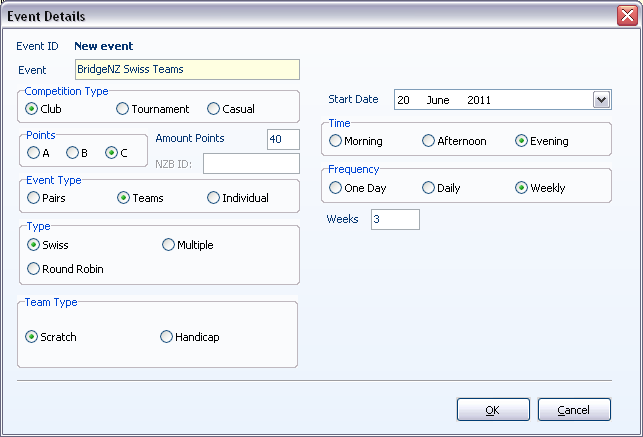 Event Details
Event ID New event
Event BridgeNZ Swiss Teams
Competition Type
Club Tournament Casual
Start Date 20 June 2011
Points
A B C
Amount Points 40
NZB ID:
Time
Morning Afternoon Evening
Event Type
Pairs Teams Individual
Frequency
One Day Daily Weekly
Weeks 3
Type
Swiss Multiple
Round Robin
Team Type
Scratch Handicap
OK Cancel